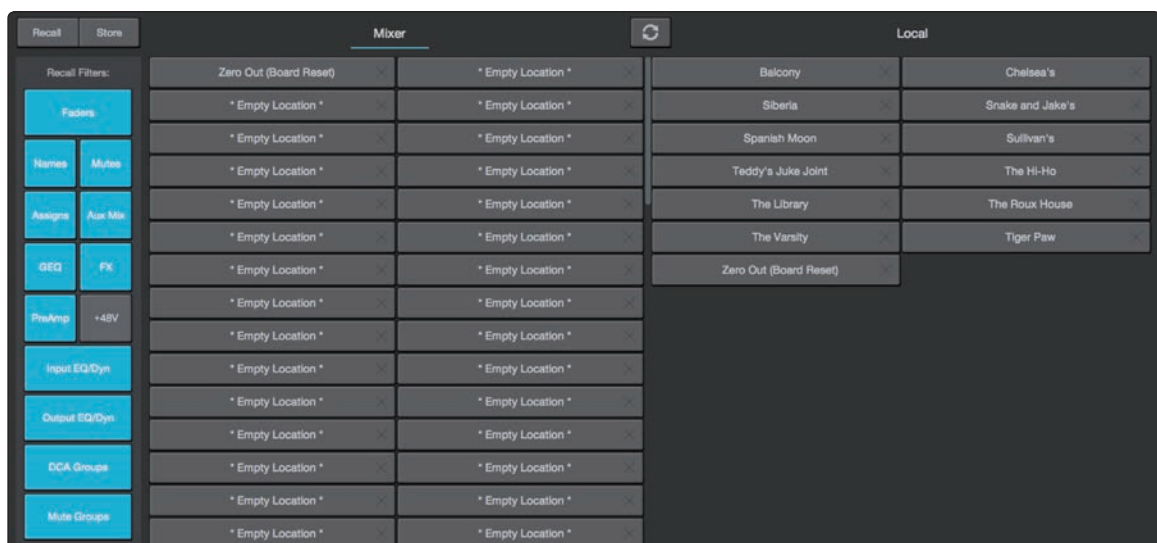 Recall Store Mixer Local
Recall Filters:
Faders
Names Mutes
Assigns Aux Mix
GEQ FX
PreAmp +48V
Input EQ/Dyn
Output EQ/Dyn
DCA Groups
Mute Groups
Zero Out (Board Reset) * Empty Location *
* Empty Location * * Empty Location *
* Empty Location * * Empty Location *
* Empty Location * * Empty Location *
* Empty Location * * Empty Location *
* Empty Location * * Empty Location *
* Empty Location * * Empty Location *
* Empty Location * * Empty Location *
* Empty Location * * Empty Location *
* Empty Location * * Empty Location *
* Empty Location * * Empty Location *
* Empty Location * * Empty Location *
* Empty Location * * Empty Location *
* Empty Location * * Empty Location *
* Empty Location * * Empty Location *
Balcony Chelsea's
Siberia Snake and Jake's
Spanish Moon Sullivan's
Teddy's Juke Joint The Hi-Ho
The Library The Roux House
The Varsity Tiger Paw
Zero Out (Board Reset)